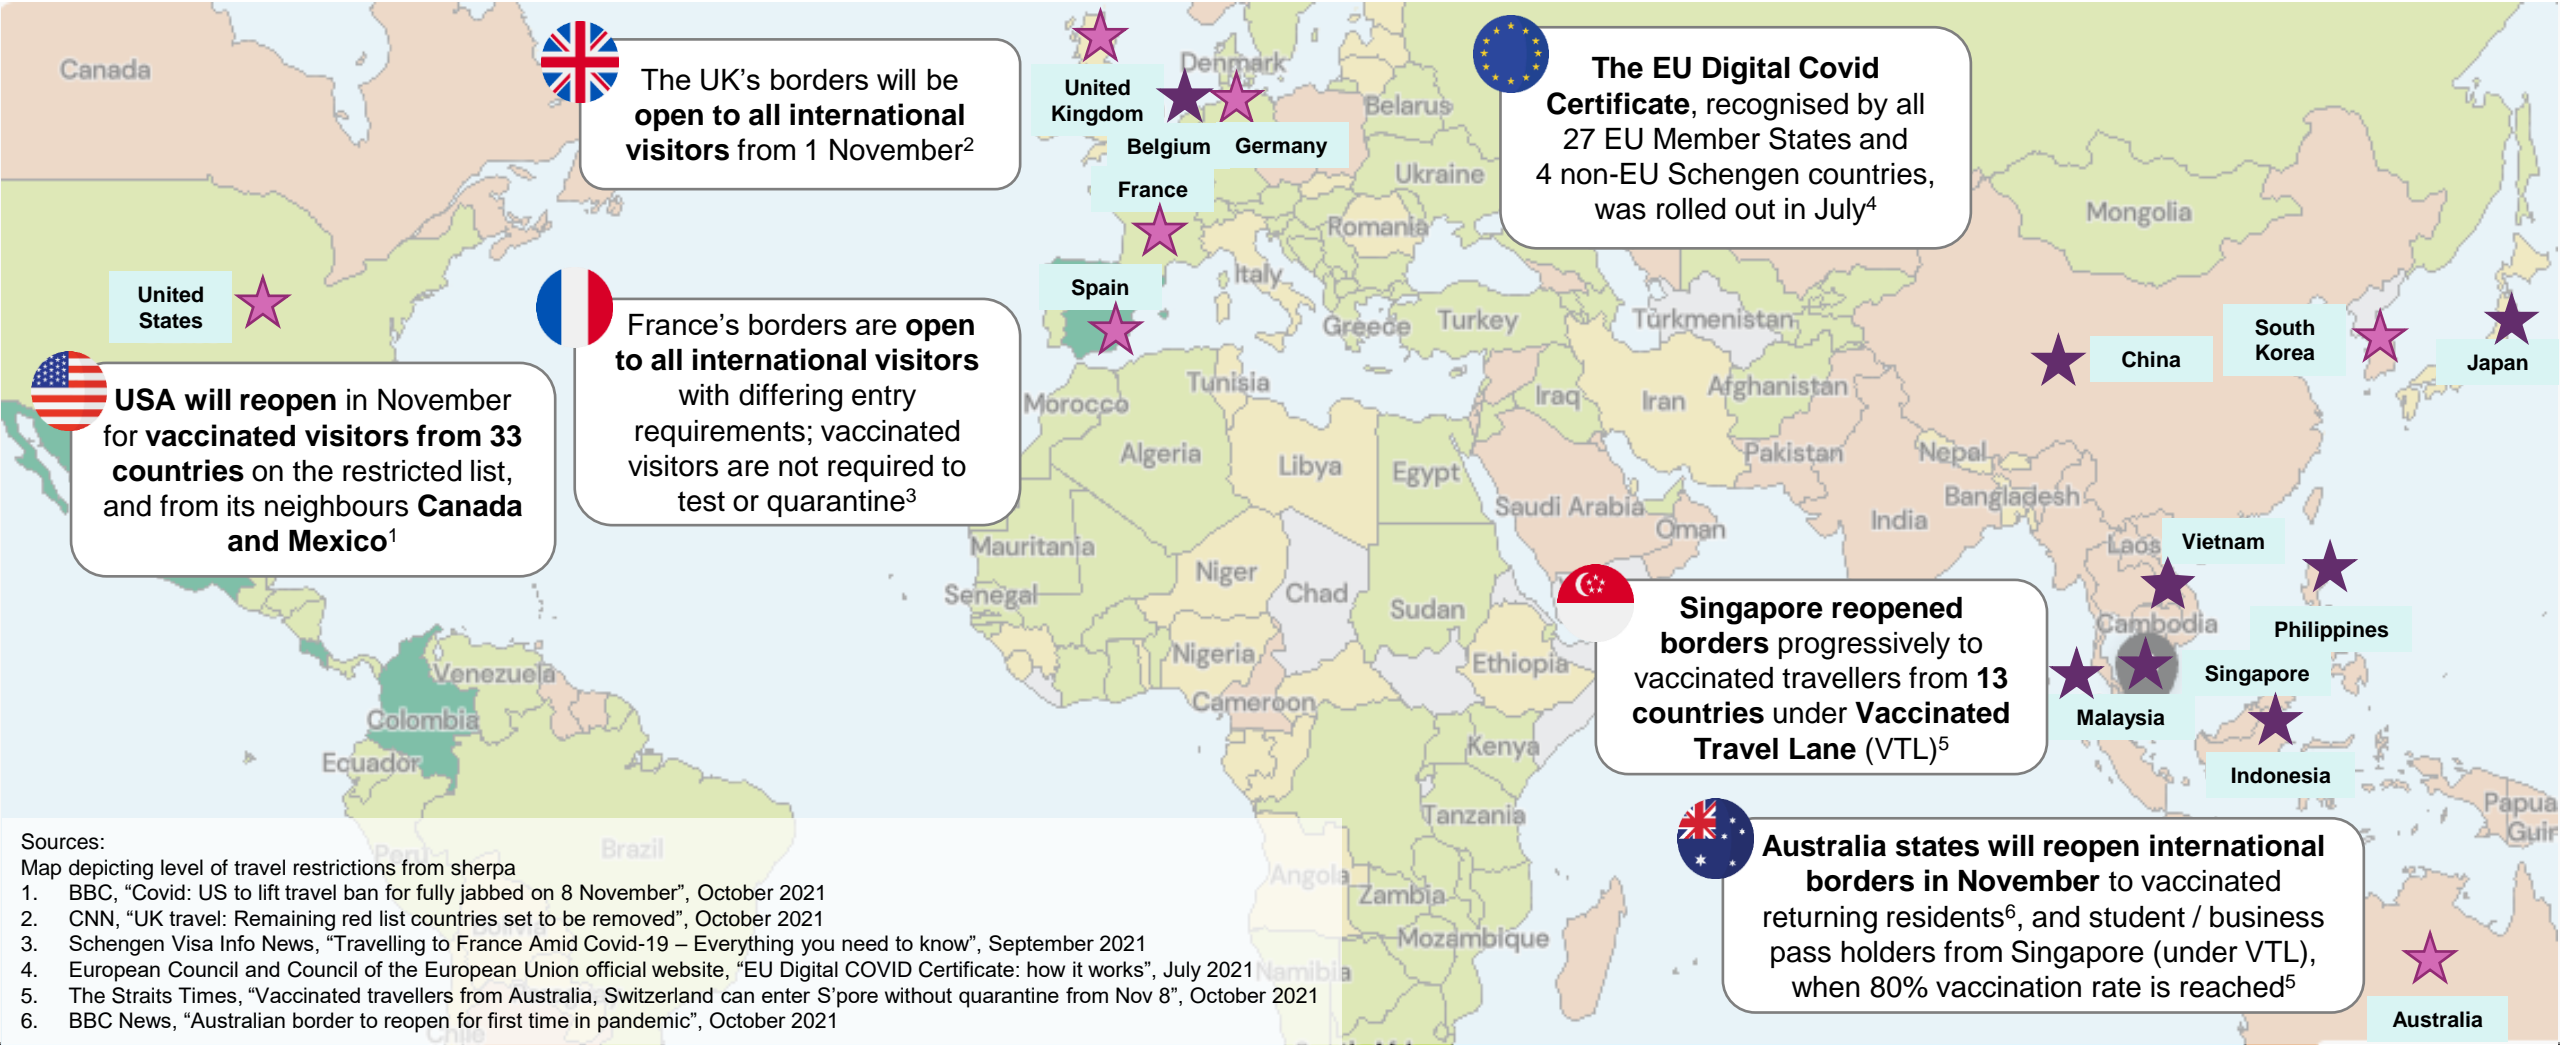 Canada
The UK's borders will be
open to all international
visitors from 1 November2
United
Kingdom
Denmark
Belgium
Germany
Belarus
Ukraine
France
Romania
Italy
Spain
Greece
Turkey
The EU Digital Covid
Certificate, recognised by all
27 EU Member States and
4 non-EU Schengen countries,
was rolled out in July4
Mongolia
United
States
USA will reopen in November
for vaccinated visitors from 33
countries on the restricted list,
and from its neighbours Canada
and Mexico1
France's borders are open
to all international visitors
with differing entry
requirements; vaccinated
visitors are not required to
test or quarantine3
Turkmenistan
China
South
Korea
Japan
Tunisia
Morocco
Algeria
Libya
Egypt
Iraq
Iran
Afghanistan
Pakistan
Nepal
Bangladesh
India
Saudi Arabia
Oman
Mauritania
Senegal
Niger
Chad
Sudan
Nigeria
Ethiopia
Cameroon
Kenya
Tanzania
Laos
Vietnam
Cambodia
Philippines
Singapore
Malaysia
Indonesia
Singapore reopened
borders progressively to
vaccinated travellers from 13
countries under Vaccinated
Travel Lane (VTL)5
Venezuela
Colombia
Ecuador
Peru
Brazil
Bolivia
Chile
Angola
Zambia
Mozambique
Namibia
Papua
Guin
Australia states will reopen international
borders in November to vaccinated
returning residents6, and student / business
pass holders from Singapore (under VTL),
when 80% vaccination rate is reached5
Australia
Sources:
Map depicting level of travel restrictions from sherpa
1. BBC, “Covid: US to lift travel ban for fully jabbed on 8 November”, October 2021
2. CNN, “UK travel: Remaining red list countries set to be removed”, October 2021
3. Schengen Visa Info News, “Travelling to France Amid Covid-19 – Everything you need to know”, September 2021
4. European Council and Council of the European Union official website, “EU Digital COVID Certificate: how it works”, July 2021
5. The Straits Times, “Vaccinated travellers from Australia, Switzerland can enter S'pore without quarantine from Nov 8”, October 2021
6. BBC News, “Australian border to reopen for first time in pandemic”, October 2021